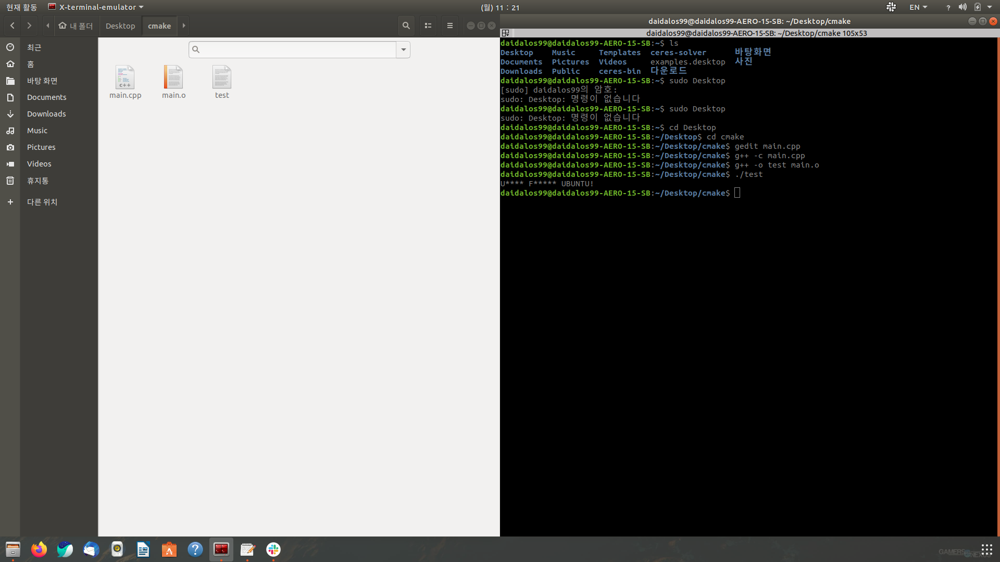 현재 활동
X-terminal-emulator
(월) 11 : 21
EN
?
내 폴더
Desktop
cmake
최근
홈
바탕 화면
Documents
Downloads
Music
Pictures
Videos
휴지통
다른 위치
c++
main.cpp
main.o
test
daidalos99@daidalos99-AERO-15-SB: ~/Desktop/cmake
daidalos99@daidalos99-AERO-15-SB: ~/Desktop/cmake 105x53
daidalos99@daidalos99-AERO-15-SB:~$ ls
Desktop Music Templates ceres-solver 바탕화면
Documents Pictures Videos examples.desktop 사진
Downloads Public ceres-bin 다운로드
daidalos99@daidalos99-AERO-15-SB:~$ sudo Desktop
[sudo] daidalos99의 암호:
sudo: Desktop: 명령이 없습니다
daidalos99@daidalos99-AERO-15-SB:~$ sudo Desktop
sudo: Desktop: 명령이 없습니다
daidalos99@daidalos99-AERO-15-SB:~$ cd Desktop
daidalos99@daidalos99-AERO-15-SB:~/Desktop$ cd cmake
daidalos99@daidalos99-AERO-15-SB:~/Desktop/cmake$ gedit main.cpp
daidalos99@daidalos99-AERO-15-SB:~/Desktop/cmake$ g++ -c main.cpp
daidalos99@daidalos99-AERO-15-SB:~/Desktop/cmake$ g++ -o test main.o
daidalos99@daidalos99-AERO-15-SB:~/Desktop/cmake$ ./test
U**** F***** UBUNTU!
daidalos99@daidalos99-AERO-15-SB:~/Desktop/cmake$
GAMERS
NEXUS